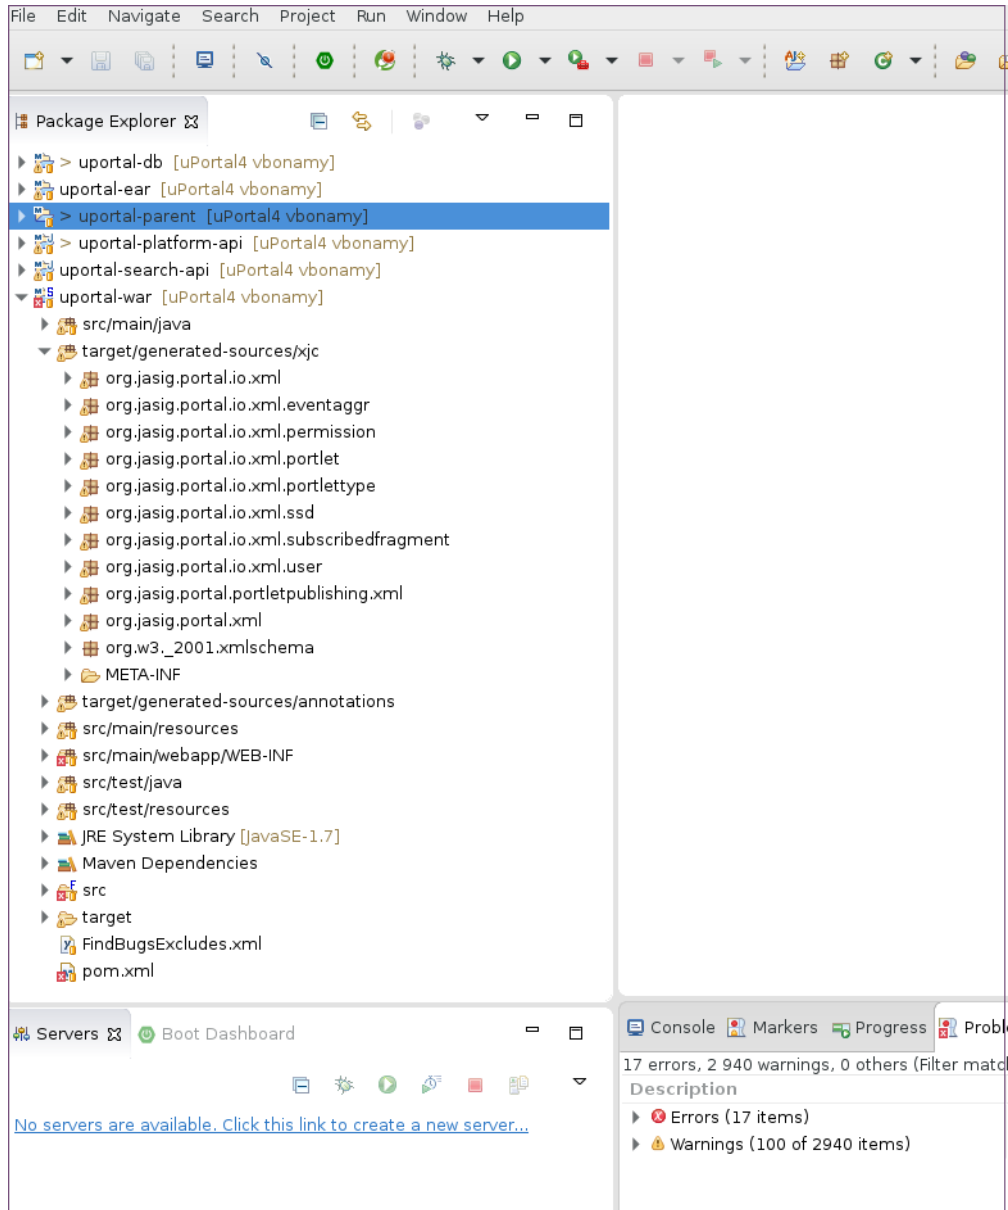 File Edit Navigate Search Project Run Window Help
Package Explorer
> uportal-db [uPortal4 vbonamy]
uportal-ear [uPortal4 vbonamy]
> uportal-parent [uPortal4 vbonamy]
> uportal-platform-api [uPortal4 vbonamy]
uportal-search-api [uPortal4 vbonamy]
uportal-war [uPortal4 vbonamy]
src/main/java
target/generated-sources/xjc
org.jasig.portal.io.xml
org.jasig.portal.io.xml.eventaggr
org.jasig.portal.io.xml.permission
org.jasig.portal.io.xml.portlet
org.jasig.portal.io.xml.portlettype
org.jasig.portal.io.xml.ssd
org.jasig.portal.io.xml.subscribedfragment
org.jasig.portal.io.xml.user
org.jasig.portal.portletpublishing.xml
org.jasig.portal.xml
org.w3._2001.xmlschema
META-INF
target/generated-sources/annotations
src/main/resources
src/main/webapp/WEB-INF
src/test/java
src/test/resources
JRE System Library [JavaSE-1.7]
Maven Dependencies
src
target
FindBugsExcludes.xml
pom.xml
Servers Boot Dashboard
No servers are available. Click this link to create a new server...
Console Markers Progress Probl
17 errors, 2 940 warnings, 0 others (Filter matc
Description
Errors (17 items)
Warnings (100 of 2940 items)